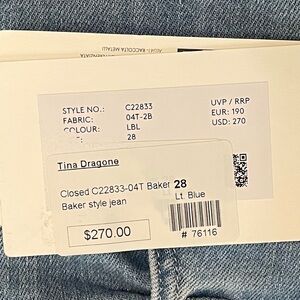 STYLE NO.: C22833 UVP / RRP
FABRIC: 04T-2B EUR: 190
COLOUR: LBL USD: 270
28
Tina Dragone
Closed C22833-04T Baker 28
Baker style jean Lt. Blue
$270.00
# 76116